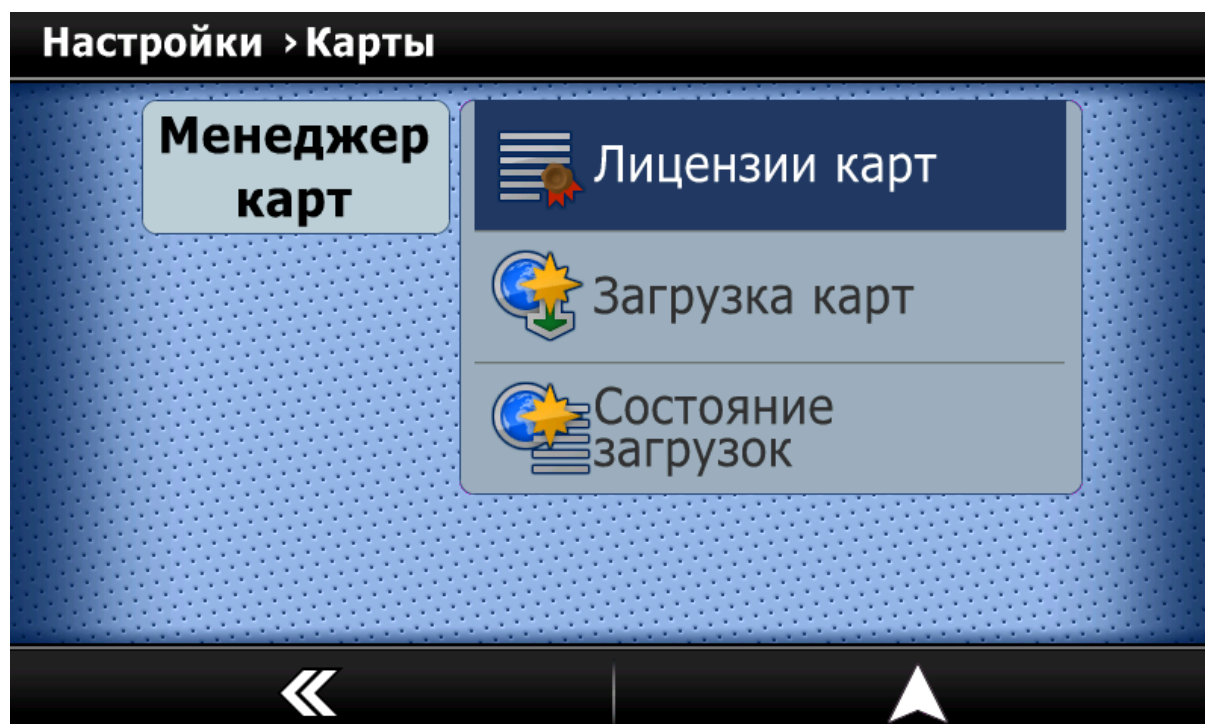 Настройки ›Карты
Менеджер
карт
Лицензии карт
Загрузка карт
Состояние
загрузок